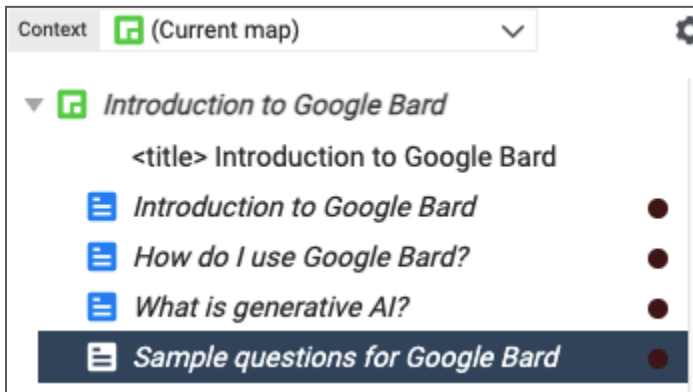 Context (Current map)
Introduction to Google Bard
<title> Introduction to Google Bard
Introduction to Google Bard
How do I use Google Bard?
What is generative AI?
Sample questions for Google Bard